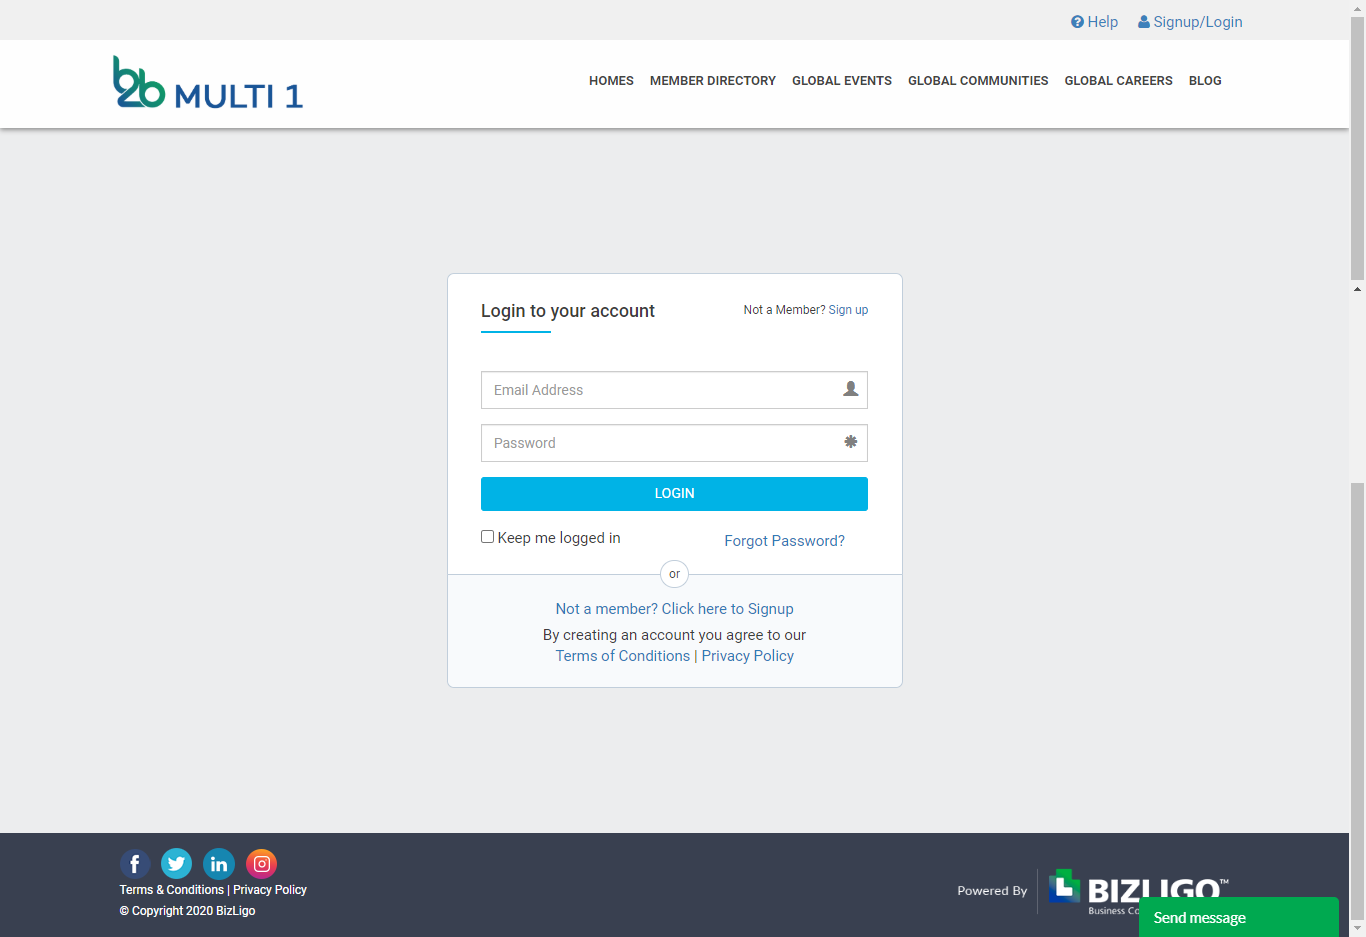 Help Signup/Login
b2b MULTI 1
HOMES MEMBER DIRECTORY GLOBAL EVENTS GLOBAL COMMUNITIES GLOBAL CAREERS BLOG
Login to your account
Not a Member? Sign up
Email Address
Password
LOGIN
Keep me logged in
Forgot Password?
or
Not a member? Click here to Signup
By creating an account you agree to our
Terms of Conditions | Privacy Policy
Terms & Conditions | Privacy Policy
© Copyright 2020 BizLigo
Powered By
BIZLIGO™
Business
Send message